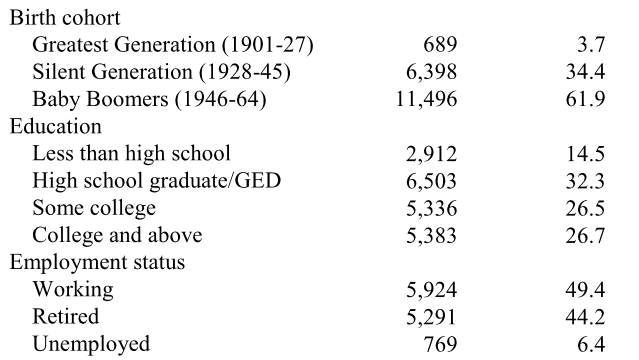 Birth cohort
Greatest Generation (1901-27) 689 3.7
Silent Generation (1928-45) 6,398 34.4
Baby Boomers (1946-64) 11,496 61.9
Education
Less than high school 2,912 14.5
High school graduate/GED 6,503 32.3
Some college 5,336 26.5
College and above 5,383 26.7
Employment status
Working 5,924 49.4
Retired 5,291 44.2
Unemployed 769 6.4